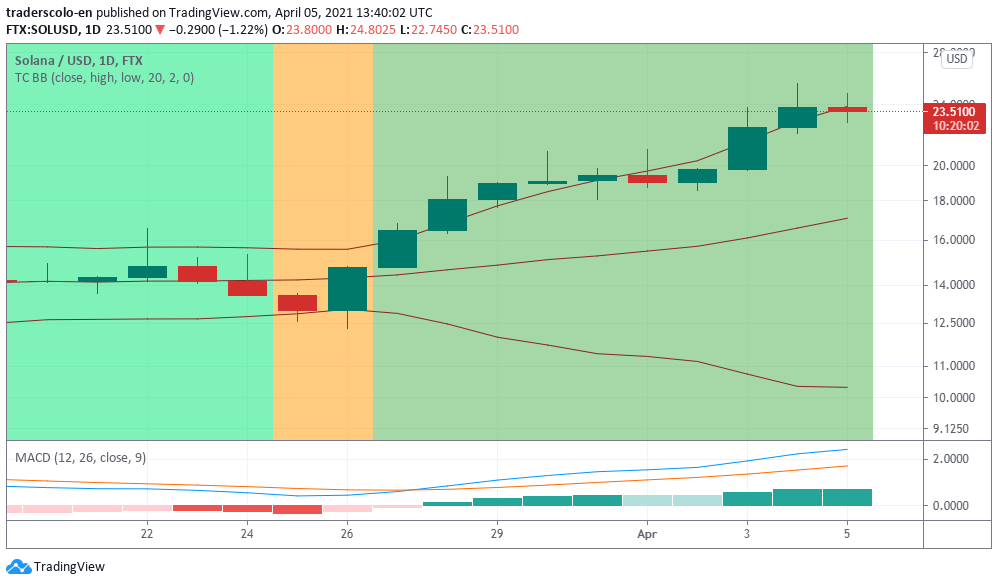 traderscolo-en published on TradingView.com, April 05, 2021 13:40:02 UTC
FTX:SOLUSD, 1D 23.5100 ▼ −0.2900 (−1.22%) O:23.8000 H:24.8025 L:22.7450 C:23.5100
Solana / USD, 1D, FTX
TC BB (close, high, low, 20, 2, 0)
28.0000
USD
24.0000
23.5100
10:20:02
20.0000
18.0000
16.0000
14.0000
12.5000
11.0000
10.0000
9.1250
MACD (12, 26, close, 9)
2.0000
0.0000
22 24 26 29 Apr 3 5
TradingView